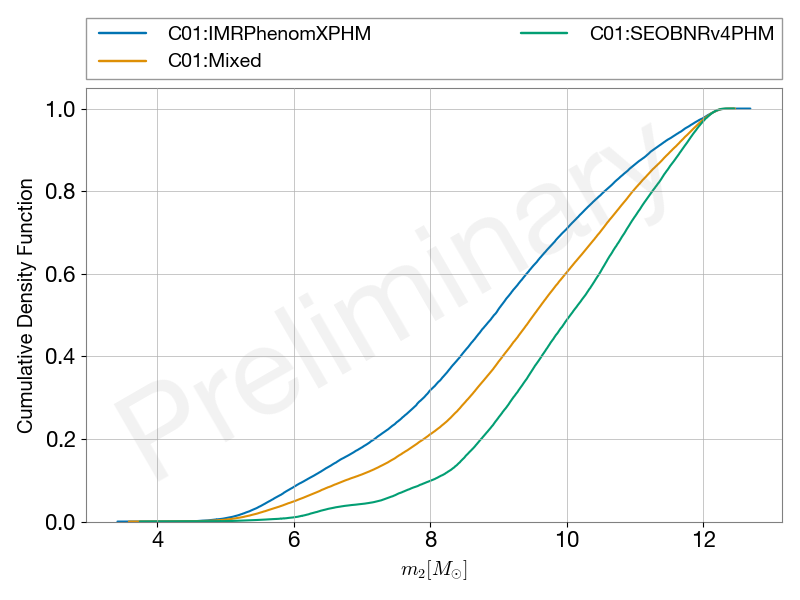 C01:IMRPhenomXPHM
C01:Mixed
C01:SEOBNRv4PHM
1.0
0.8
0.6
0.4
0.2
0.0
Cumulative Density Function
Preliminary
4 6 8 10 12
m₂[M⊙]